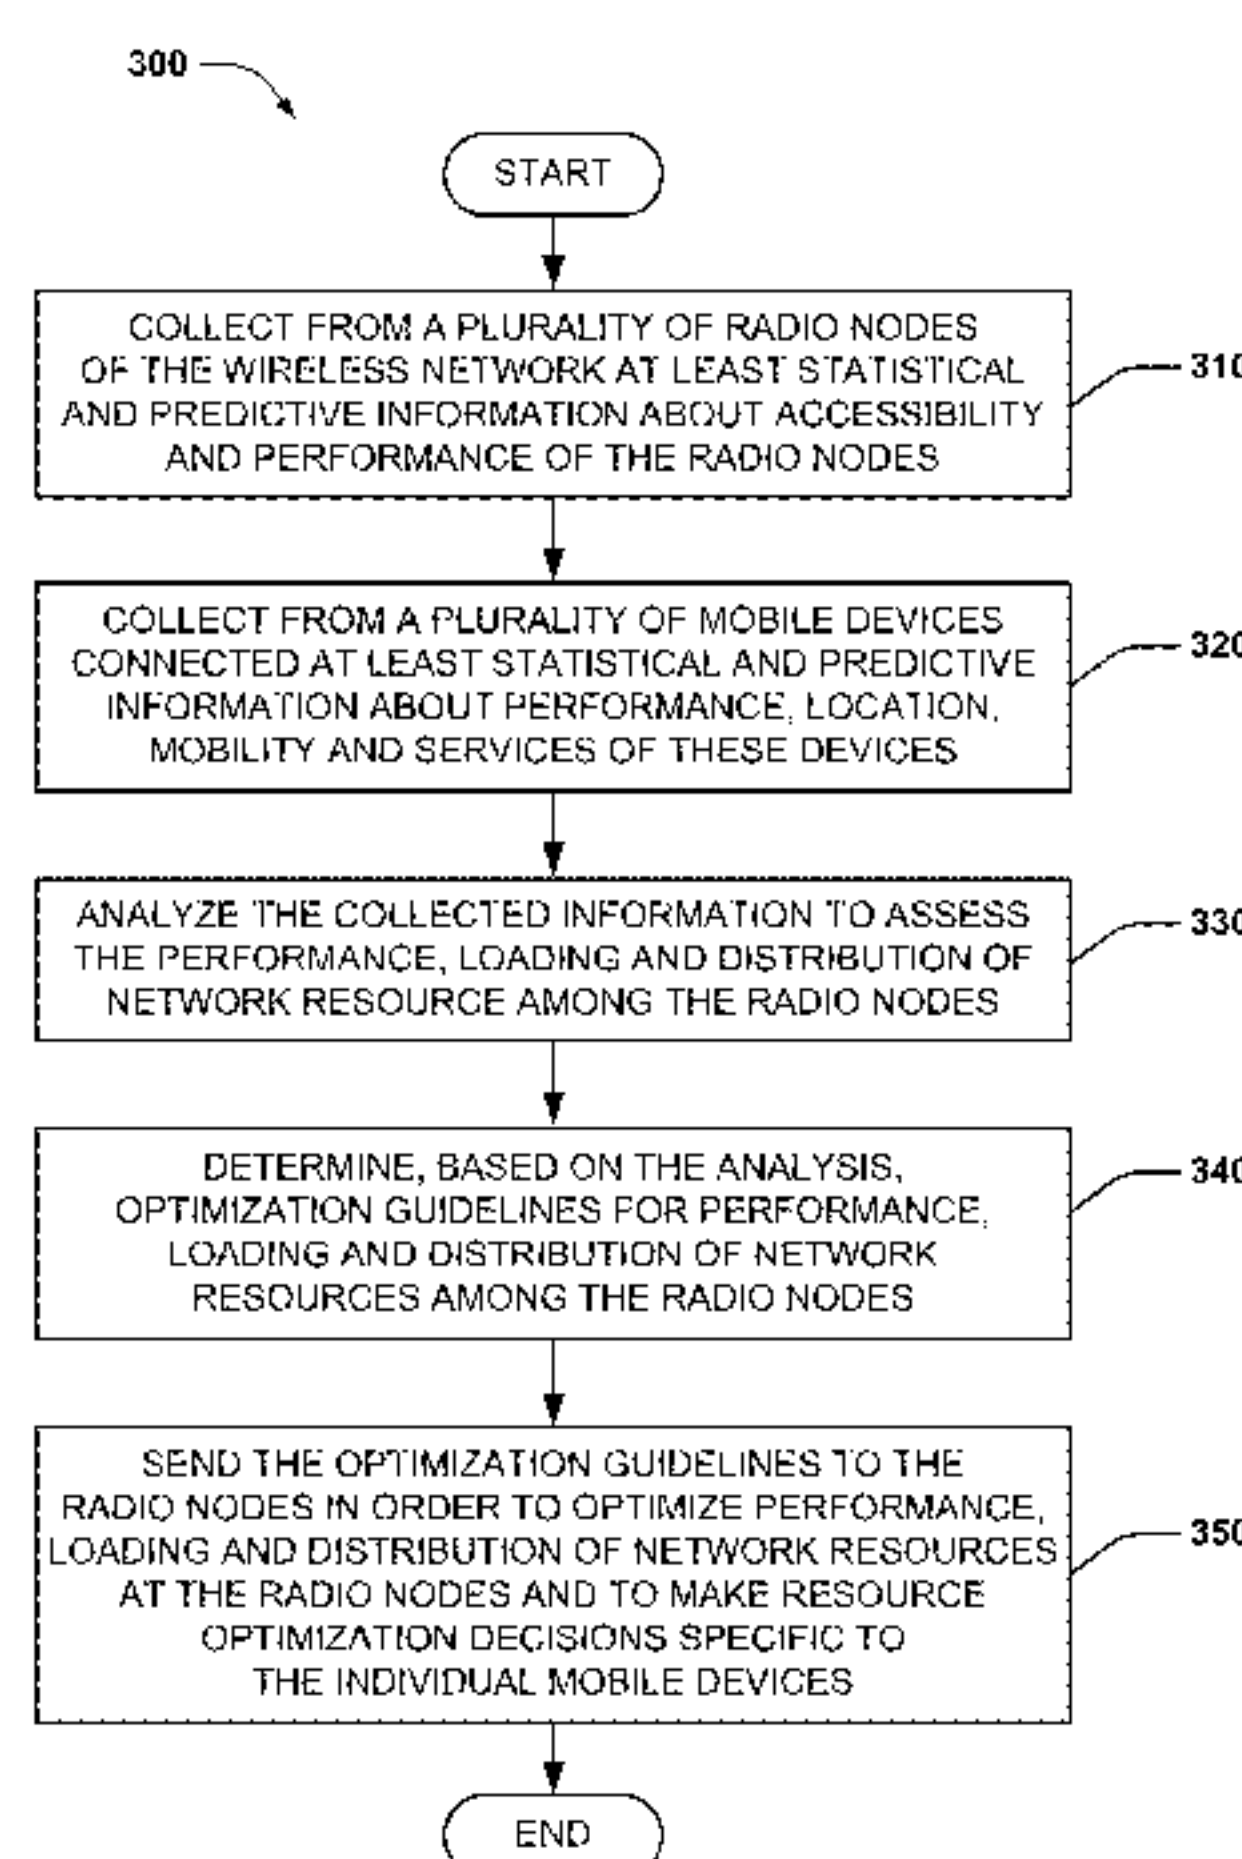 300
START
COLLECT FROM A PLURALITY OF RADIO NODES
OF THE WIRELESS NETWORK AT LEAST STATISTICAL
AND PREDICTIVE INFORMATION ABOUT ACCESSIBILITY
AND PERFORMANCE OF THE RADIO NODES
310
COLLECT FROM A PLURALITY OF MOBILE DEVICES
CONNECTED AT LEAST STATISTICAL AND PREDICTIVE
INFORMATION ABOUT PERFORMANCE, LOCATION,
MOBILITY AND SERVICES OF THESE DEVICES
320
ANALYZE THE COLLECTED INFORMATION TO ASSESS
THE PERFORMANCE, LOADING AND DISTRIBUTION OF
NETWORK RESOURCE AMONG THE RADIO NODES
330
DETERMINE, BASED ON THE ANALYSIS,
OPTIMIZATION GUIDELINES FOR PERFORMANCE,
LOADING AND DISTRIBUTION OF NETWORK
RESOURCES AMONG THE RADIO NODES
340
SEND THE OPTIMIZATION GUIDELINES TO THE
RADIO NODES IN ORDER TO OPTIMIZE PERFORMANCE,
LOADING AND DISTRIBUTION OF NETWORK RESOURCES
AT THE RADIO NODES AND TO MAKE RESOURCE
OPTIMIZATION DECISIONS SPECIFIC TO
THE INDIVIDUAL MOBILE DEVICES
350
END